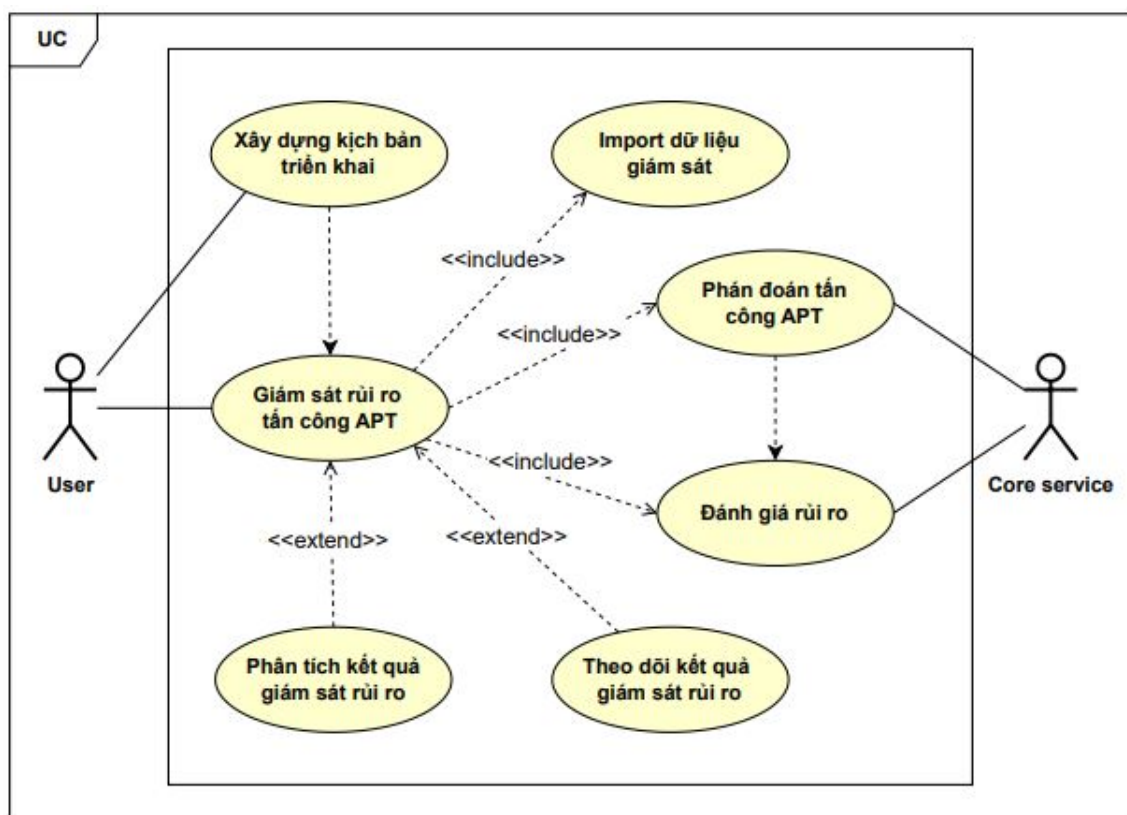 UC
Xây dựng kịch bản
triển khai
Import dữ liệu
giám sát
<<include>>
Phán đoán tấn
công APT
<<include>>
Giám sát rủi ro
tấn công APT
User
<<include>>
Đánh giá rủi ro
Core service
<<extend>>
<<extend>>
Phân tích kết quả
giám sát rủi ro
Theo dõi kết quả
giám sát rủi ro